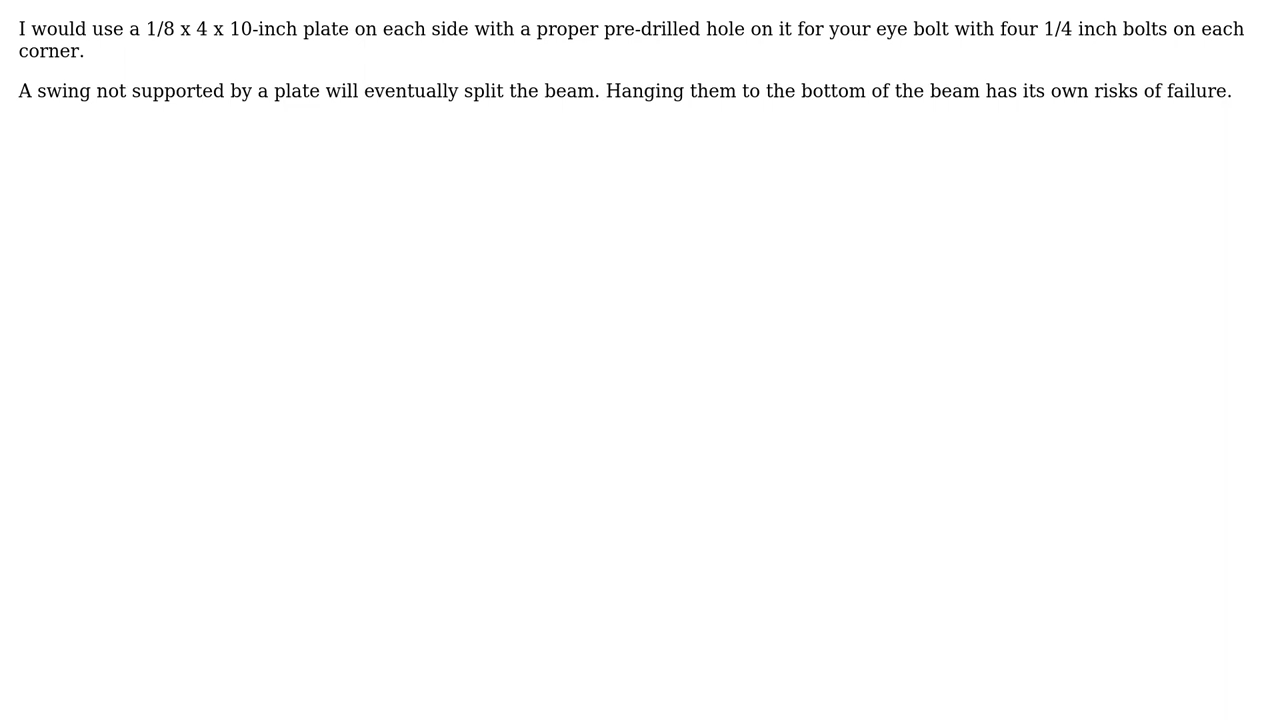 I would use a 1/8 x 4 x 10-inch plate on each side with a proper pre-drilled hole on it for your eye bolt with four 1/4 inch bolts on each
corner.
A swing not supported by a plate will eventually split the beam. Hanging them to the bottom of the beam has its own risks of failure.